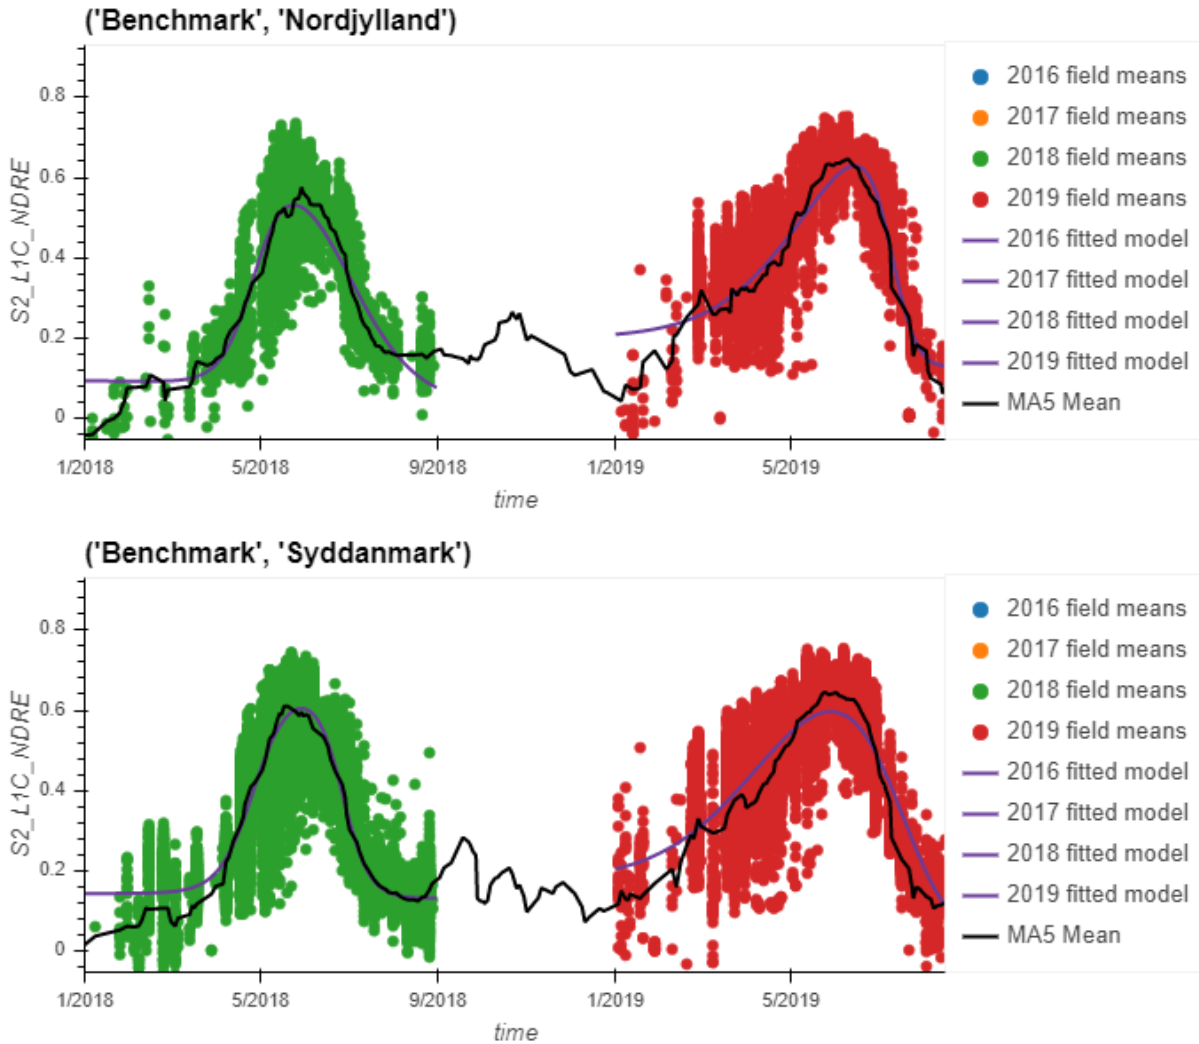 ('Benchmark', 'Nordjylland')
S2_L1C_NDRE
0.8
0.6
0.4
0.2
0
1/2018 5/2018 9/2018 1/2019 5/2019
time
2016 field means
2017 field means
2018 field means
2019 field means
2016 fitted model
2017 fitted model
2018 fitted model
2019 fitted model
MA5 Mean
('Benchmark', 'Syddanmark')
S2_L1C_NDRE
0.8
0.6
0.4
0.2
0
1/2018 5/2018 9/2018 1/2019 5/2019
time
2016 field means
2017 field means
2018 field means
2019 field means
2016 fitted model
2017 fitted model
2018 fitted model
2019 fitted model
MA5 Mean